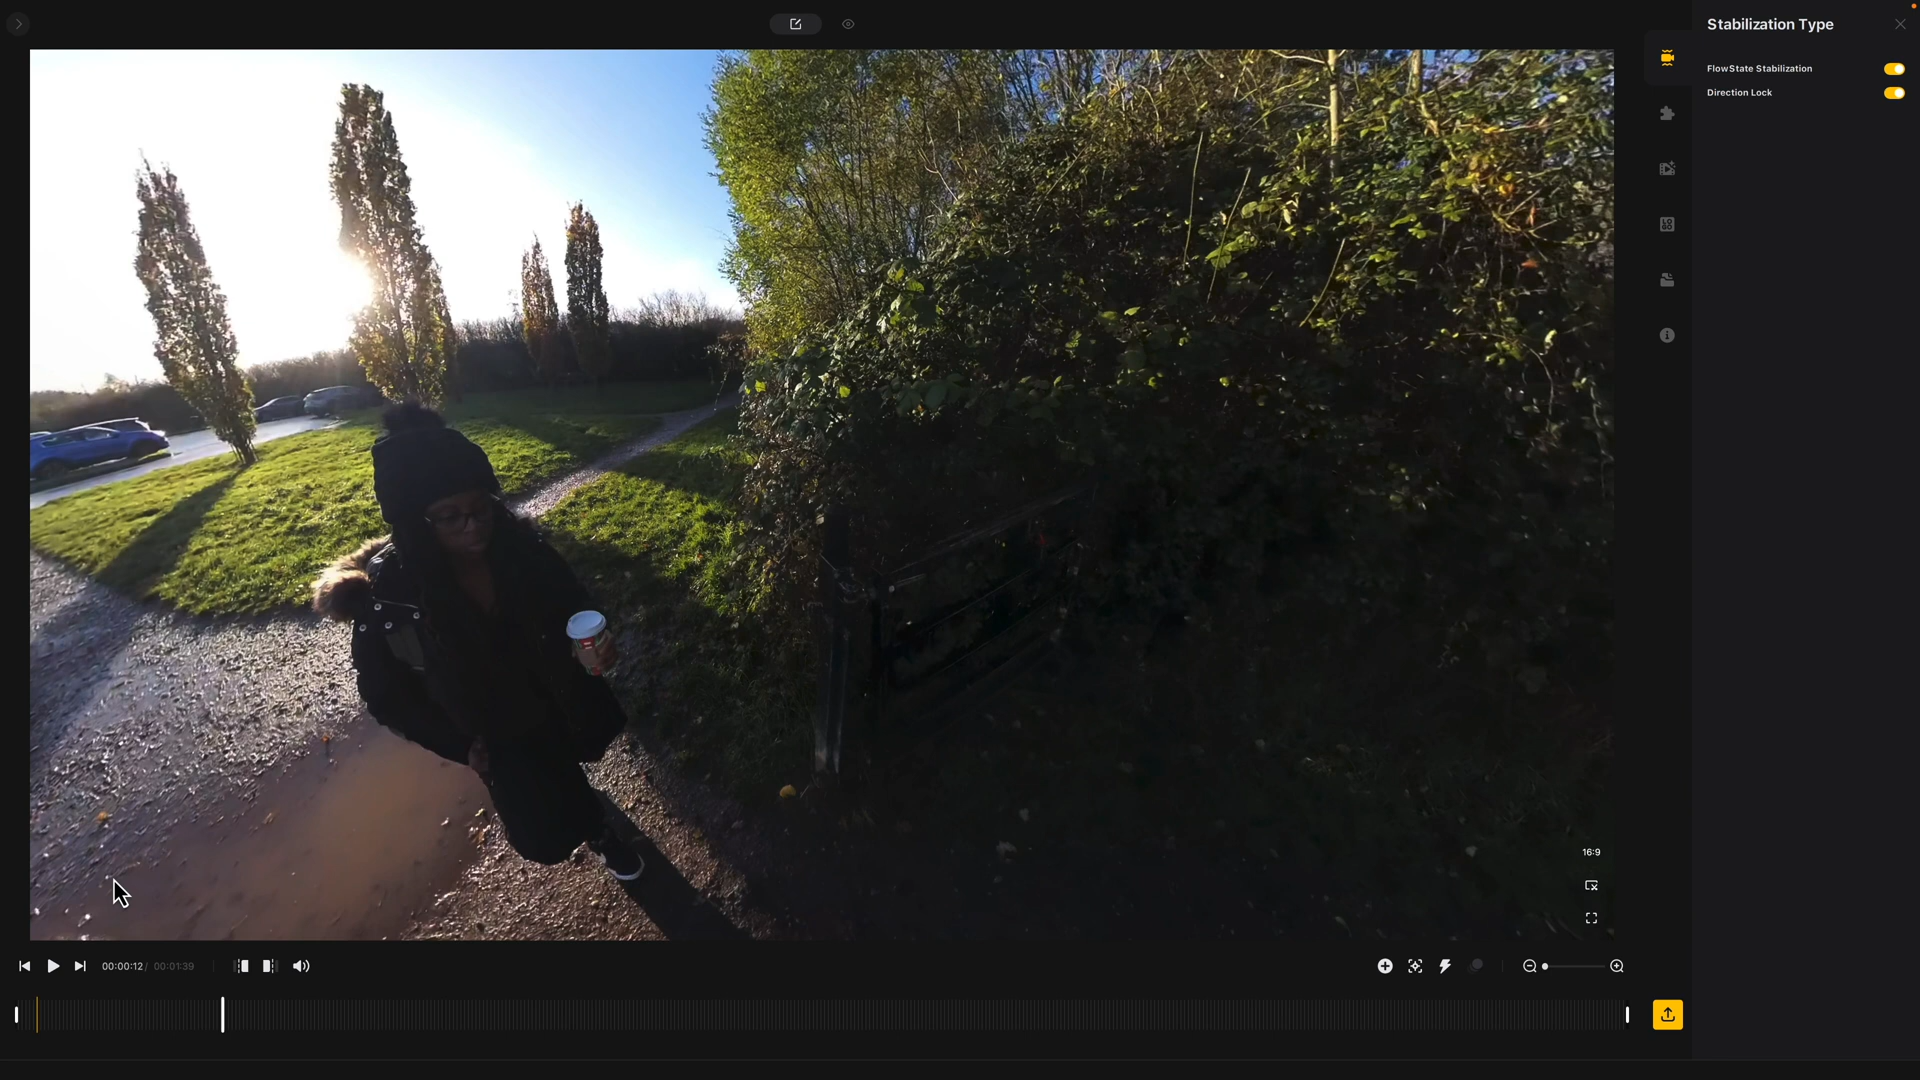 Stabilization Type
FlowState Stabilization
Direction Lock
16:9
00:00:12 / 00:01:39